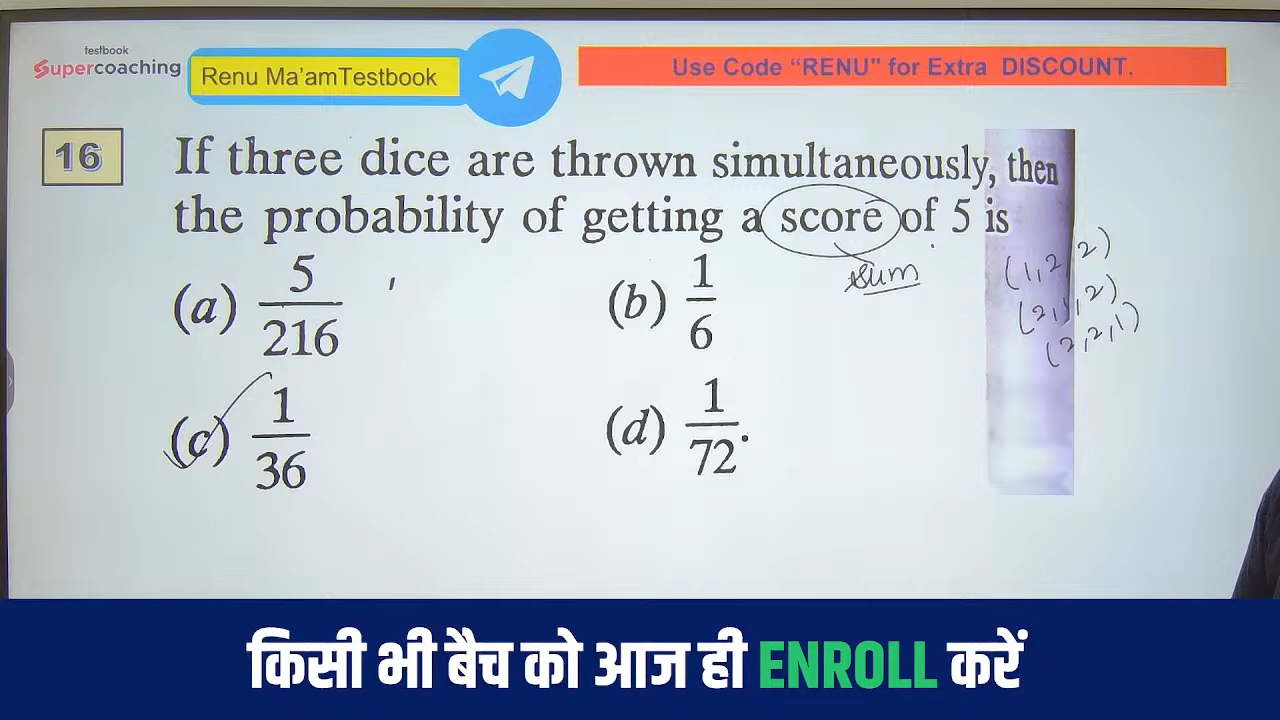 testbook
Supercoaching
Renu Ma'amTestbook
Use Code “RENU" for Extra DISCOUNT.
16
If three dice are thrown simultaneously, then
the probability of getting a score of 5 is
sum
(1,2,2)
(2,1,2)
(2,2,1)
(a) 5/216
(b) 1/6
(c) 1/36
(d) 1/72.
किसी भी बैच को आज ही ENROLL करें